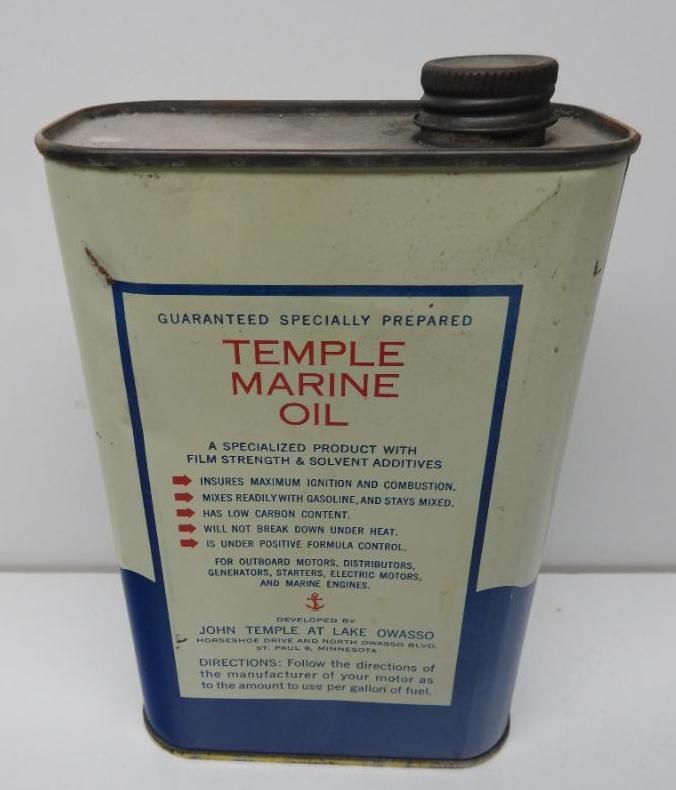 GUARANTEED SPECIALLY PREPARED
TEMPLE
MARINE
OIL
A SPECIALIZED PRODUCT WITH
FILM STRENGTH & SOLVENT ADDITIVES
INSURES MAXIMUM IGNITION AND COMBUSTION.
MIXES READILY WITH GASOLINE, AND STAYS MIXED.
HAS LOW CARBON CONTENT.
WILL NOT BREAK DOWN UNDER HEAT.
IS UNDER POSITIVE FORMULA CONTROL.
FOR OUTBOARD MOTORS, DISTRIBUTORS,
GENERATORS, STARTERS, ELECTRIC MOTORS,
AND MARINE ENGINES.
DEVELOPED BY
JOHN TEMPLE AT LAKE OWASSO
HORSESHOE DRIVE AND NORTH OWASSO BLVD.
ST. PAUL 8, MINNESOTA
DIRECTIONS: Follow the directions of
the manufacturer of your motor as
to the amount to use per gallon of fuel.